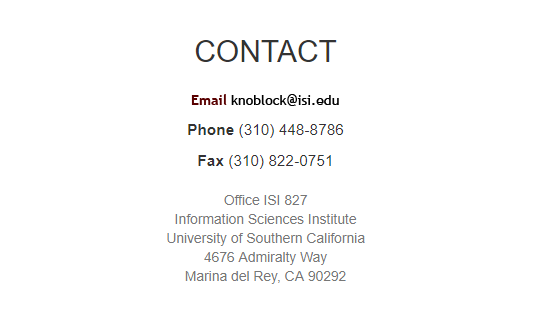 CONTACT
Email knoblock@isi.edu
Phone (310) 448-8786
Fax (310) 822-0751
Office ISI 827
Information Sciences Institute
University of Southern California
4676 Admiralty Way
Marina del Rey, CA 90292